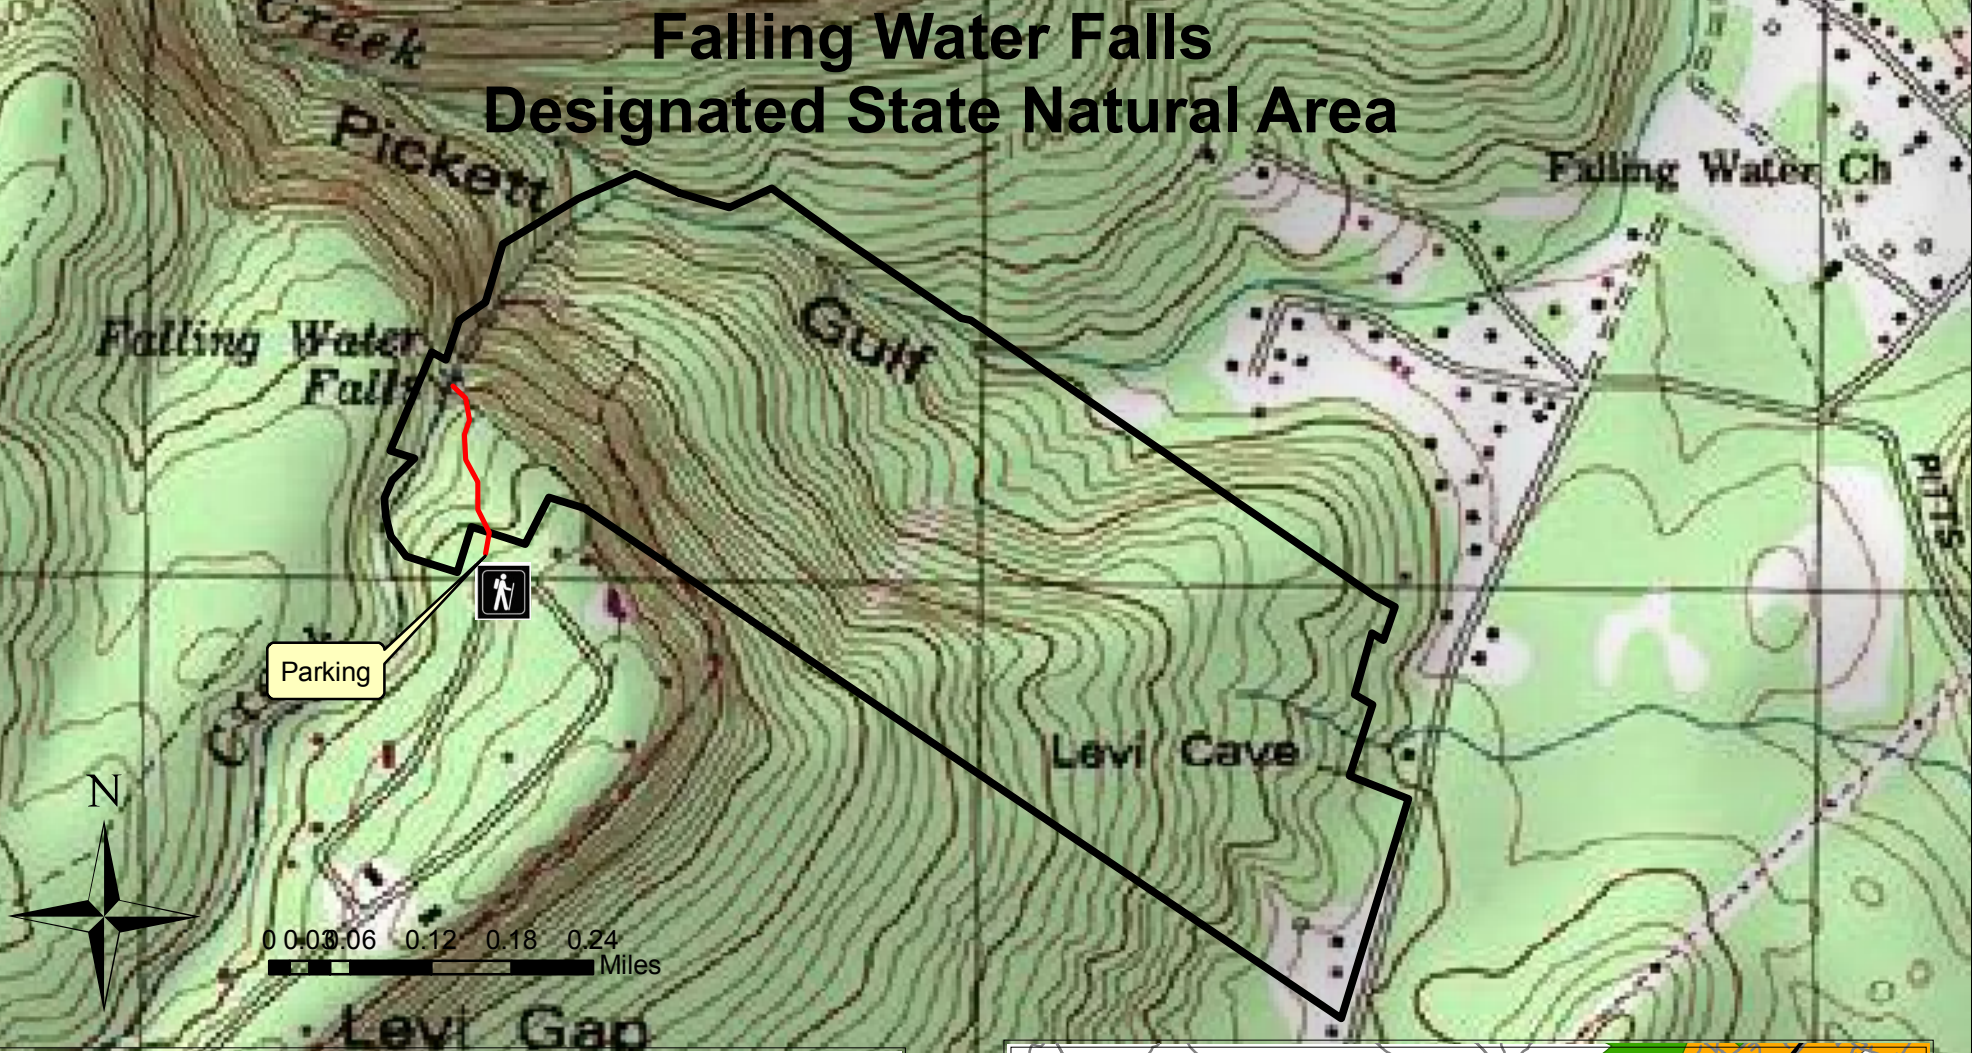 Creek
Falling Water Falls
Designated State Natural Area
Pickett
Falling Water Ch
Gulf
Falling Water
Falls
PITTS
Parking
Levi Cave
N
0 0.03 0.06 0.12 0.18 0.24
Miles
Levi Gap